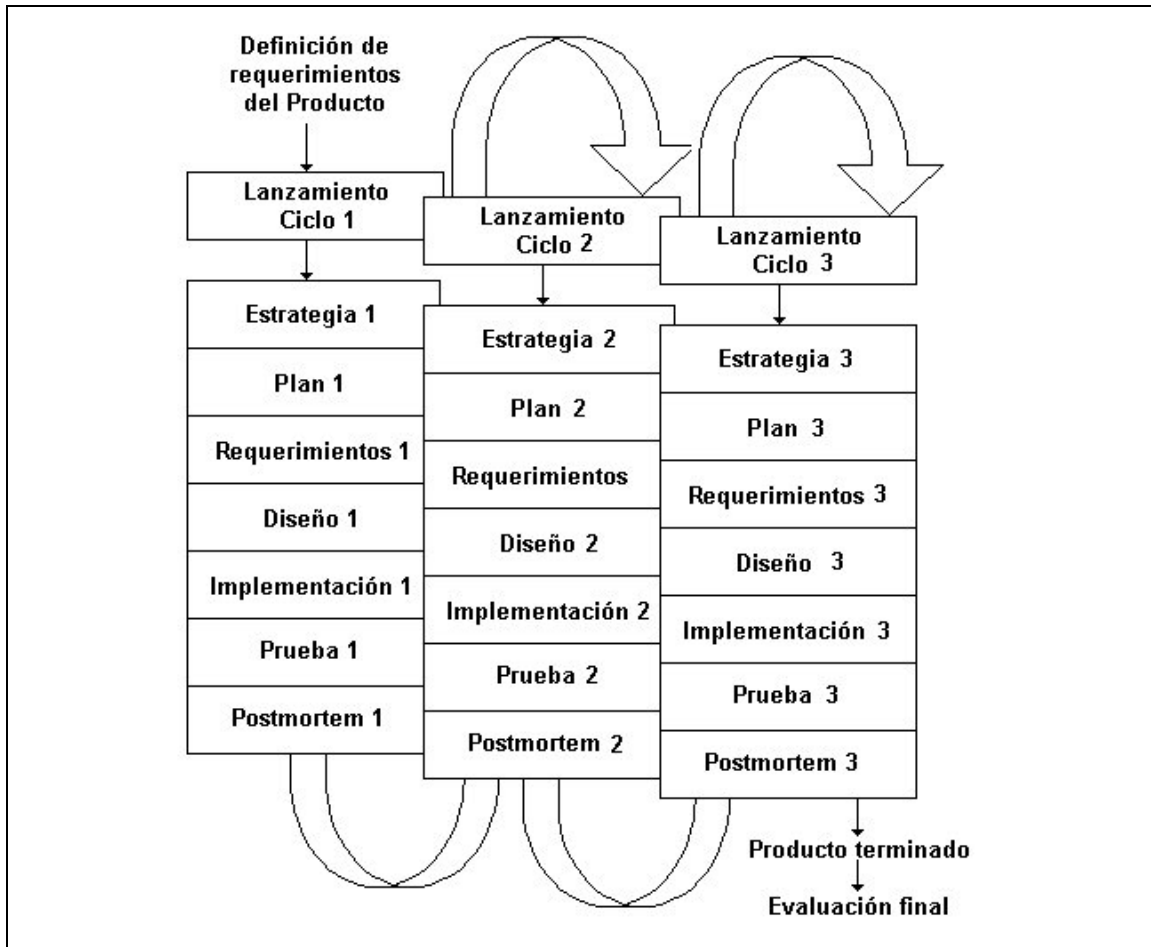 Definición de
requerimientos
del Producto
Lanzamiento
Ciclo 1
Estrategia 1
Plan 1
Requerimientos 1
Diseño 1
Implementación 1
Prueba 1
Postmortem 1
Lanzamiento
Ciclo 2
Estrategia 2
Plan 2
Requerimientos
Diseño 2
Implementación 2
Prueba 2
Postmortem 2
Lanzamiento
Ciclo 3
Estrategia 3
Plan 3
Requerimientos 3
Diseño 3
Implementación 3
Prueba 3
Postmortem 3
Producto terminado
Evaluación final